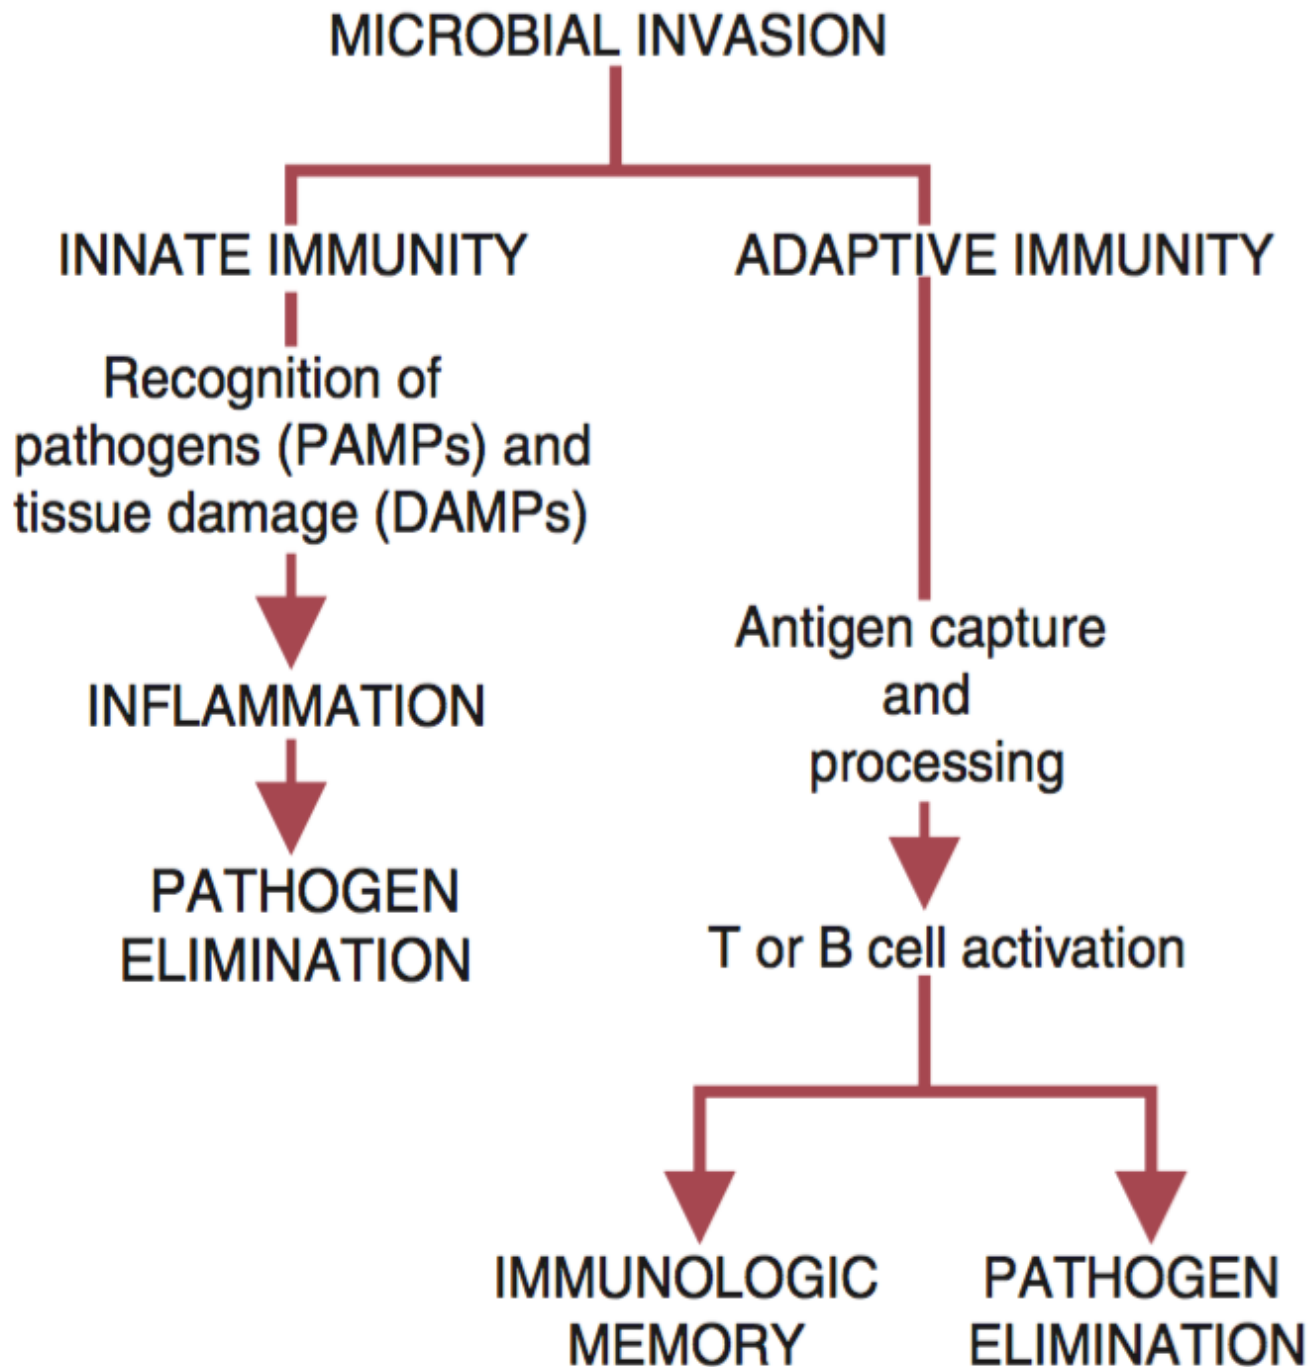 MICROBIAL INVASION
INNATE IMMUNITY
Recognition of
pathogens (PAMPs) and
tissue damage (DAMPs)
INFLAMMATION
PATHOGEN
ELIMINATION
ADAPTIVE IMMUNITY
Antigen capture
and
processing
T or B cell activation
IMMUNOLOGIC
MEMORY
PATHOGEN
ELIMINATION